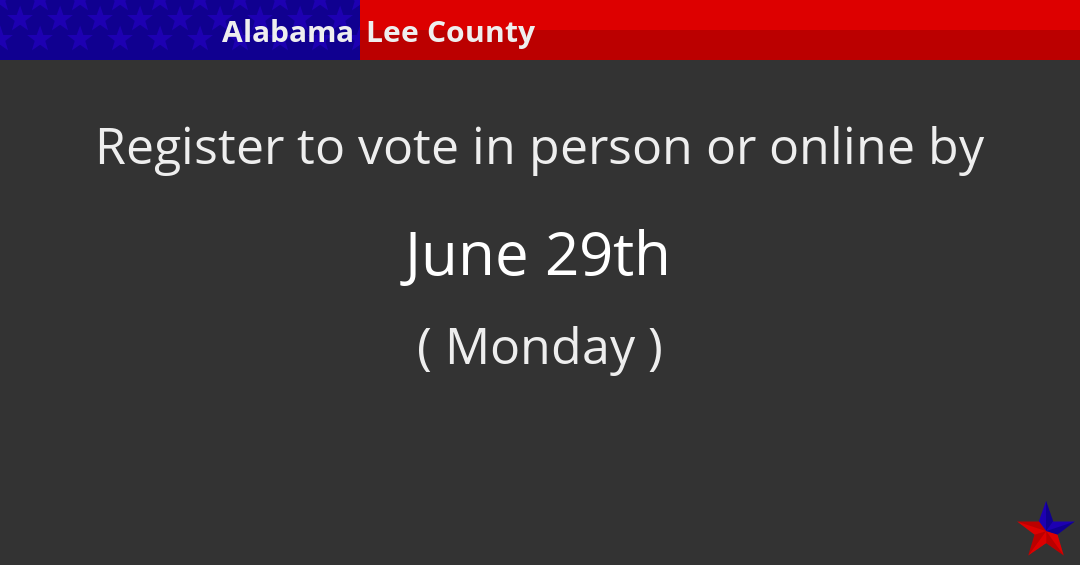 Alabama Lee County
Register to vote in person or online by
June 29th
( Monday )